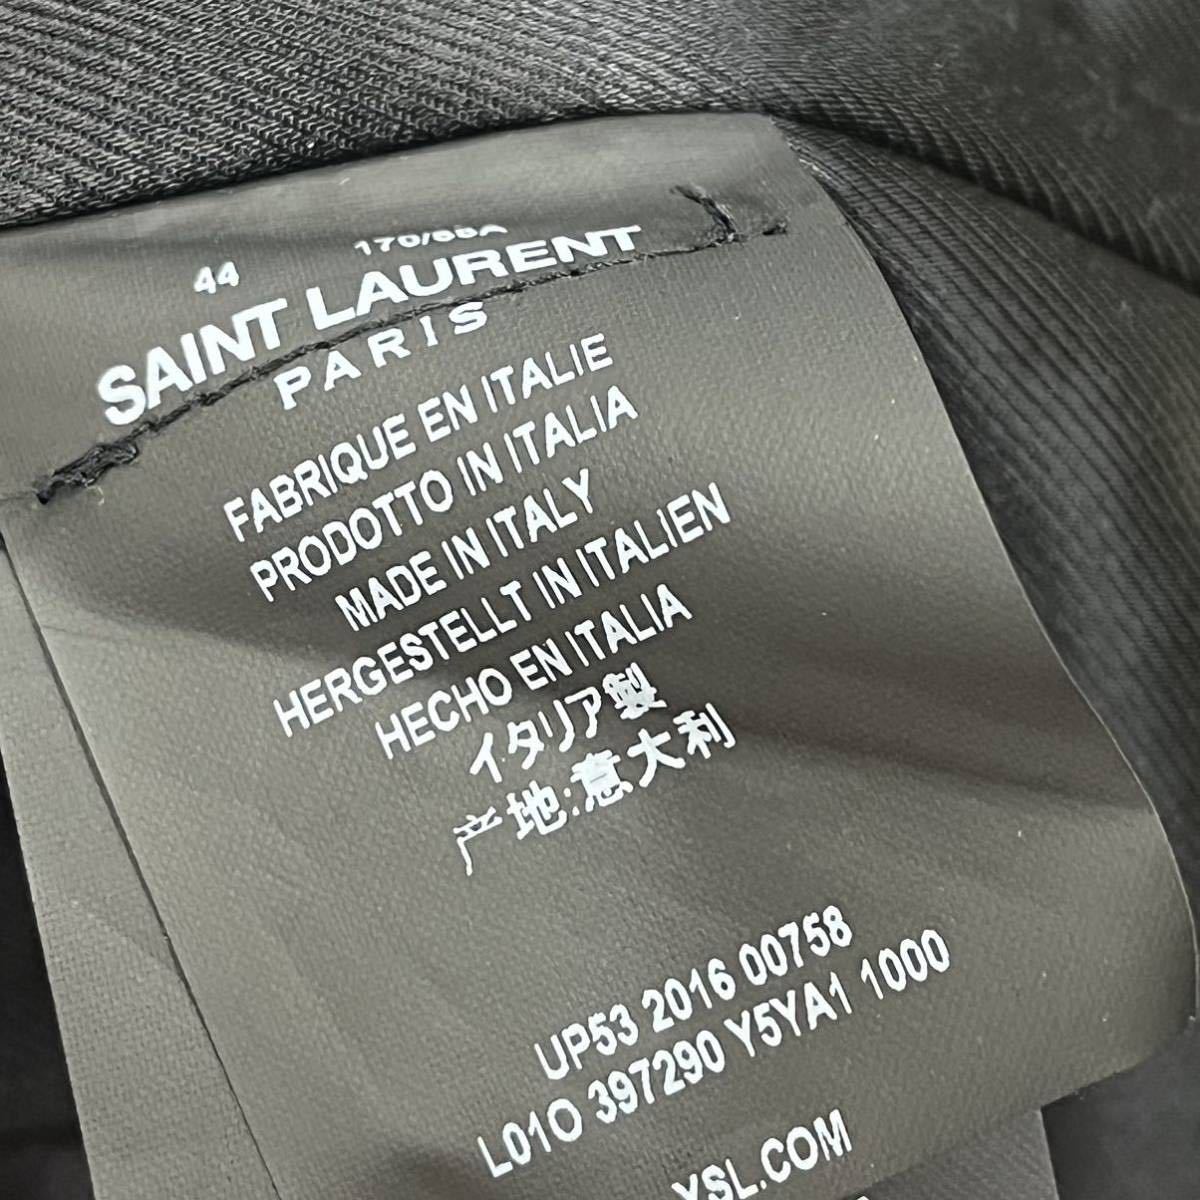 44
SAINT LAURENT
PARIS
FABRIQUE EN ITALIE
PRODOTTO IN ITALIA
MADE IN ITALY
HERGESTELLT IN ITALIEN
HECHO EN ITALIA
イタリア製
产地:意大利
UP53 2016 00758
L01O 397290 Y5YA1 1000
YSL.COM